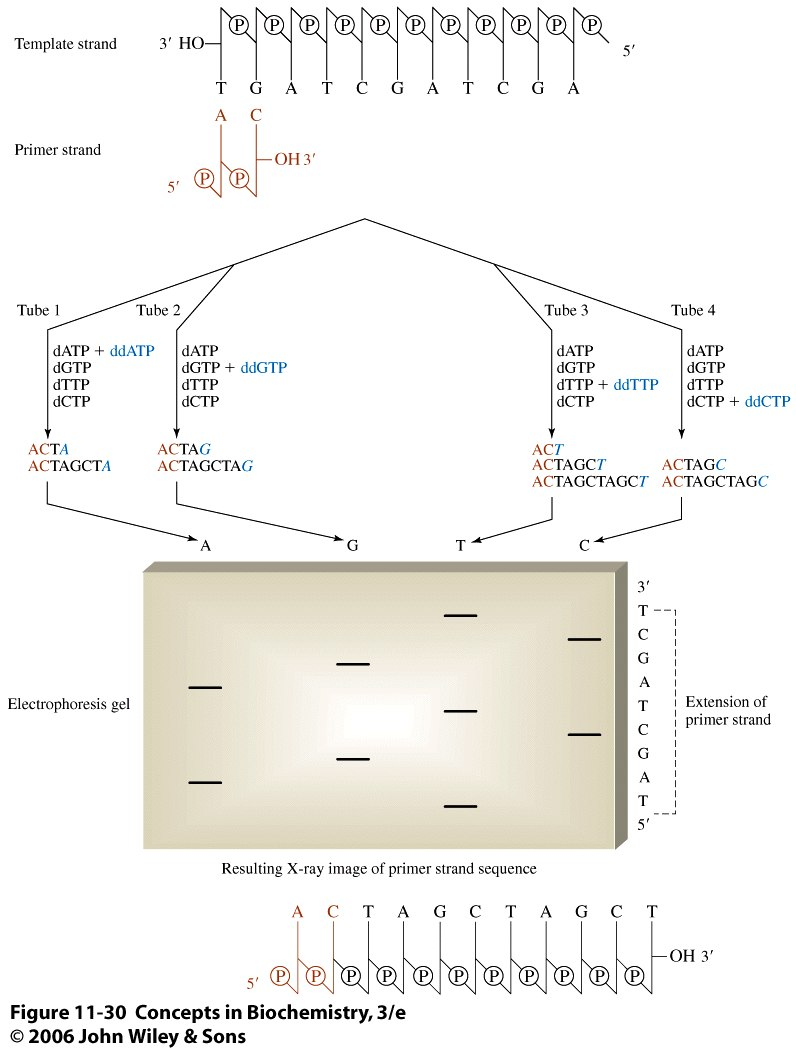 P P P P P P P P P P P
Template strand 3′ HO 5′
T G A T C G A T C G A
A C
Primer strand OH 3′
5′ P P
Tube 1 Tube 2 Tube 3 Tube 4
dATP + ddATP dATP dATP dATP
dGTP dGTP + ddGTP dGTP dGTP
dTTP dTTP dTTP + ddTTP dTTP
dCTP dCTP dCTP dCTP + ddCTP
ACTA ACTAG ACT
ACTAGCTA ACTAGCTAG ACTAGCT ACTAGC
ACTAGCTAGCT ACTAGCTAGC
A G T C
3′
T
C
G
A
T
C
G
A
T
5′
Electrophoresis gel
Extension of
primer strand
Resulting X-ray image of primer strand sequence
A C T A G C T A G C T
OH 3′
5′ P P P P P P P P P P P
Figure 11-30 Concepts in Biochemistry, 3/e
© 2006 John Wiley & Sons